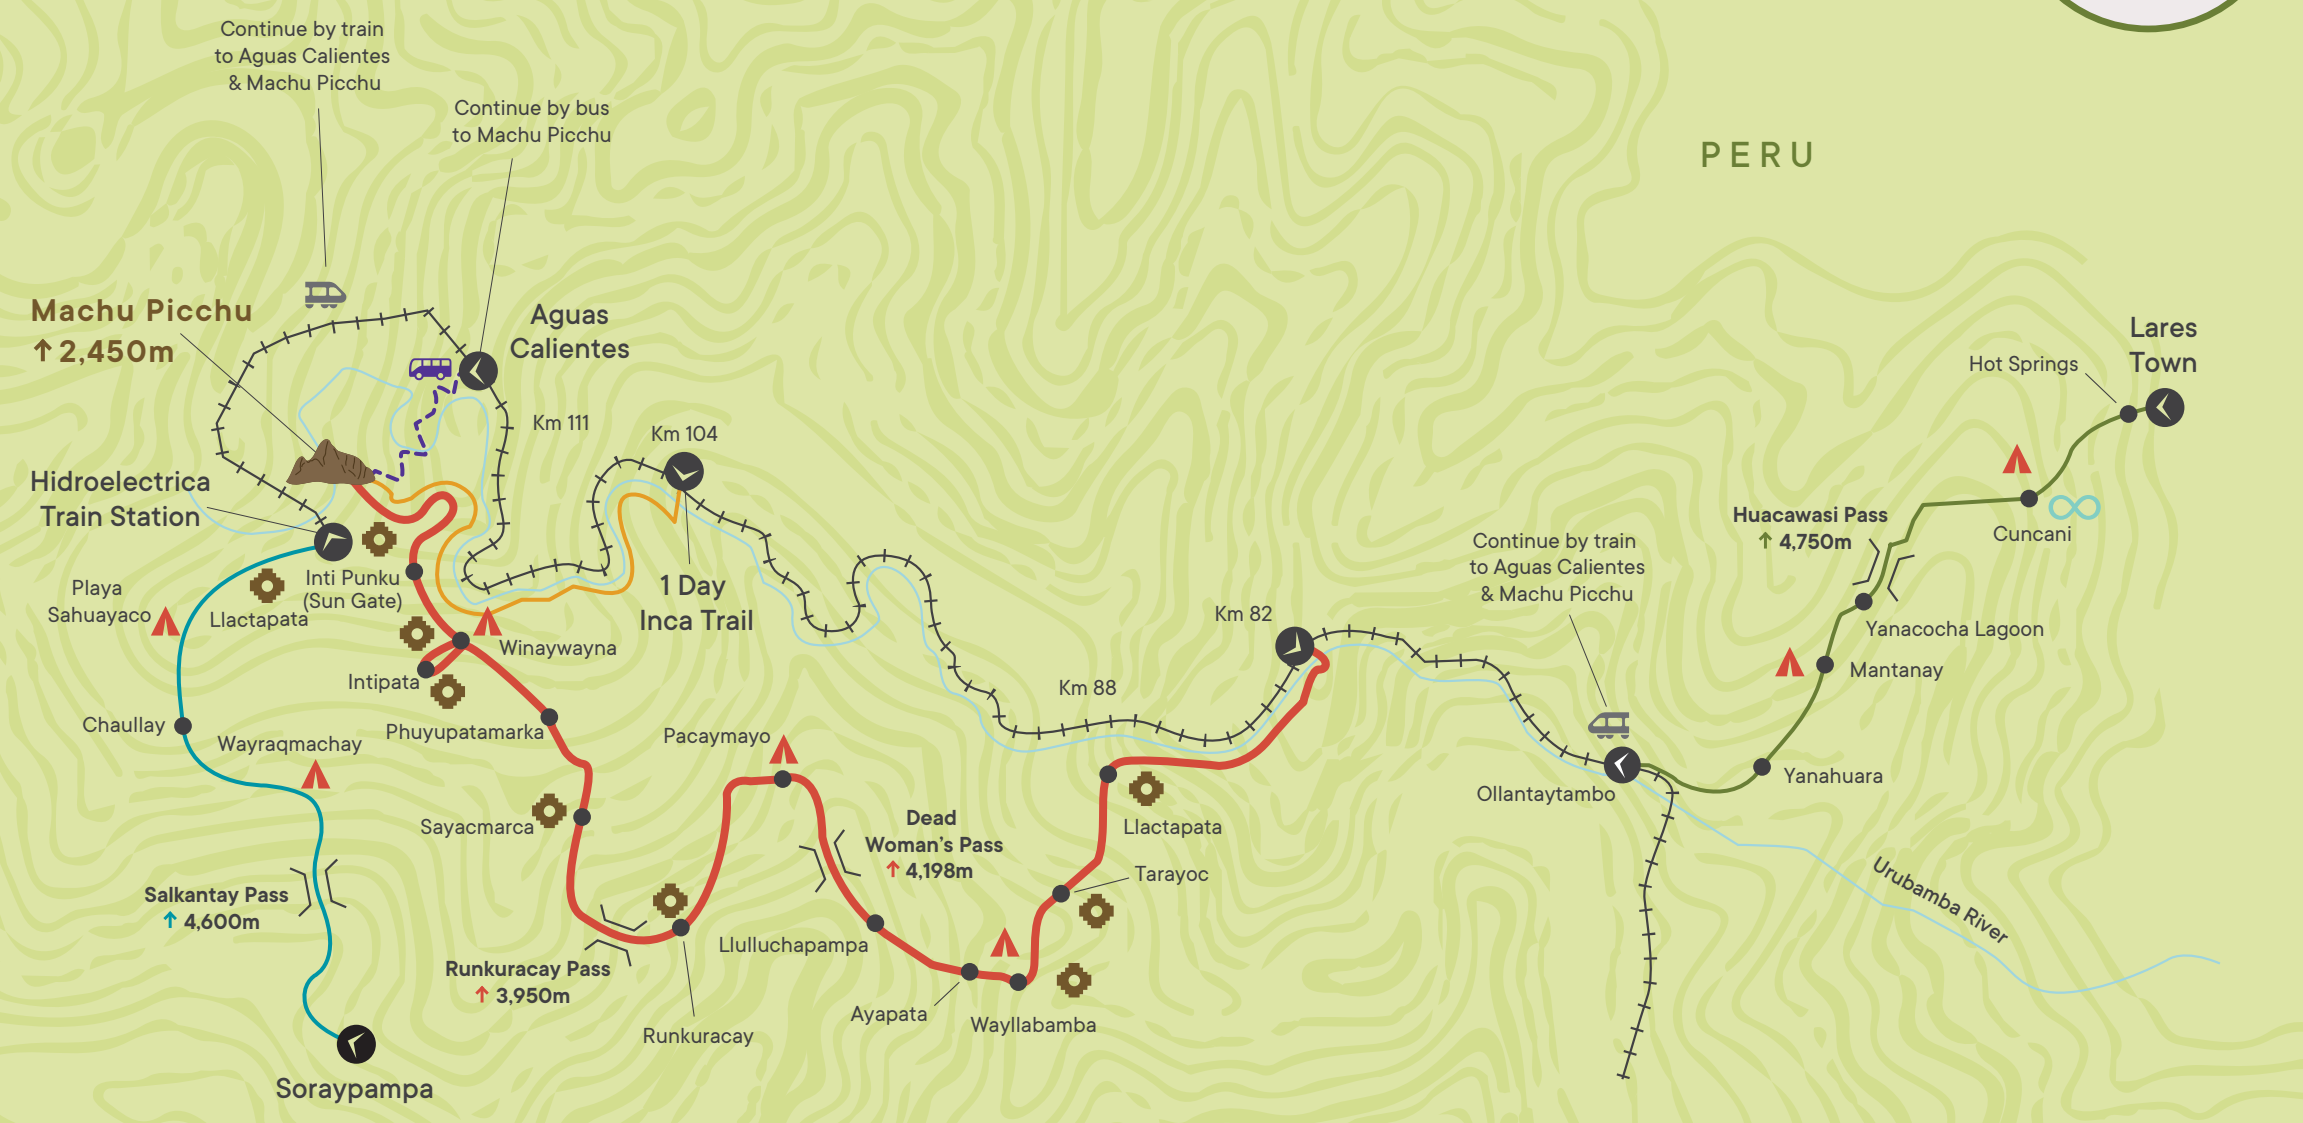 Continue by train
to Aguas Calientes
& Machu Picchu
Continue by bus
to Machu Picchu
PERU
Machu Picchu
↑ 2,450m
Aguas
Calientes
Lares
Town
Hot Springs
Km 111
Km 104
Hidroelectrica
Train Station
Huacawasi Pass
↑ 4,750m
Cuncani
Continue by train
to Aguas Calientes
& Machu Picchu
Playa
Sahuayaco
Llactapata
Inti Punku
(Sun Gate)
1 Day
Inca Trail
Km 82
Yanacocha Lagoon
Winaywayna
Mantanay
Intipata
Km 88
Chaullay
Wayraqmachay
Phuyupatamarka
Pacaymayo
Yanahuara
Ollantaytambo
Sayacmarca
Dead
Woman's Pass
↑ 4,198m
Llactapata
Tarayoc
Urubamba River
Salkantay Pass
↑ 4,600m
Llulluchapampa
Runkuracay Pass
↑ 3,950m
Ayapata
Wayllabamba
Runkuracay
Soraypampa